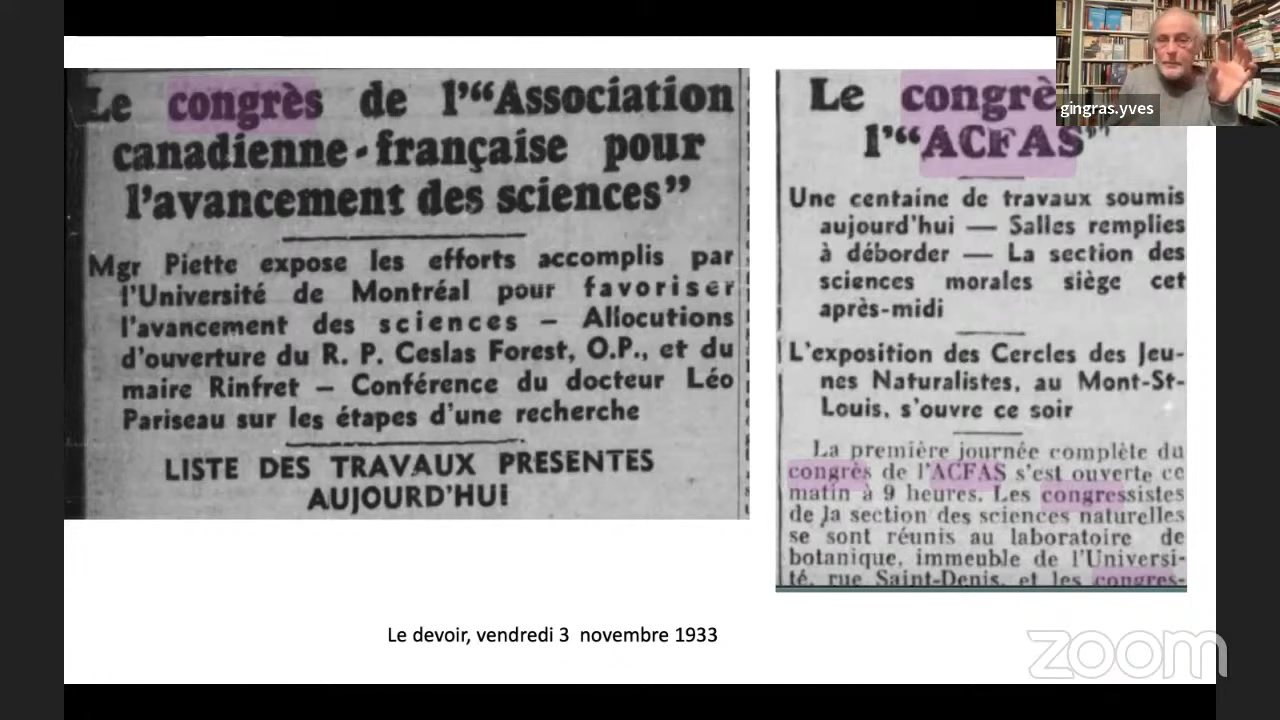 Le congrès de l'“Association
canadienne-française pour
l'avancement des sciences”
Mgr Piette expose les efforts accomplis par
l'Université de Montréal pour favoriser
l'avancement des sciences — Allocutions
d'ouverture du R. P. Ceslas Forest, O.P., et du
maire Rinfret — Conférence du docteur Léo
Pariseau sur les étapes d'une recherche
LISTE DES TRAVAUX PRESENTES
AUJOURD'HUI
Le congrè
l'“ACFAS”
Une centaine de travaux soumis
aujourd'hui — Salles remplies
à déborder — La section des
sciences morales siège cet
après-midi
L'exposition des Cercles des Jeu-
nes Naturalistes, au Mont-St-
Louis, s'ouvre ce soir
La première journée complète du
congrès de l'ACFAS s'est ouverte ce
matin à 9 heures. Les congressistes
de la section des sciences naturelles
se sont réunis au laboratoire de
botanique, immeuble de l'Universi-
té, rue Saint-Denis, et les congres-
gingras.yves
Le devoir, vendredi 3 novembre 1933
zoom